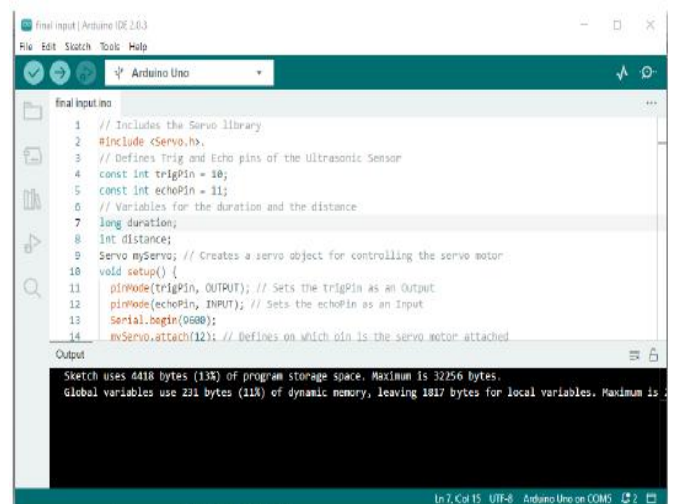 final input | Arduino IDE 2.0.3
File Edit Sketch Tools Help
Arduino Uno
final input.ino
1 // Includes the Servo library
2 #include <Servo.h>.
3 // Defines Trig and Echo pins of the Ultrasonic Sensor
4 const int trigPin = 10;
5 const int echoPin = 11;
6 // Variables for the duration and the distance
7 long duration;
8 int distance;
9 Servo myServo; // Creates a servo object for controlling the servo motor
10 void setup() {
11 pinMode(trigPin, OUTPUT); // Sets the trigPin as an Output
12 pinMode(echoPin, INPUT); // Sets the echoPin as an Input
13 Serial.begin(9600);
14 myServo.attach(12); // Defines on which pin is the servo motor attached
Output
Sketch uses 4418 bytes (13%) of program storage space. Maximum is 32256 bytes.
Global variables use 231 bytes (11%) of dynamic memory, leaving 1817 bytes for local variables. Maximum is
Ln 7, Col 15 UTF-8 Arduino Uno on COM5 2